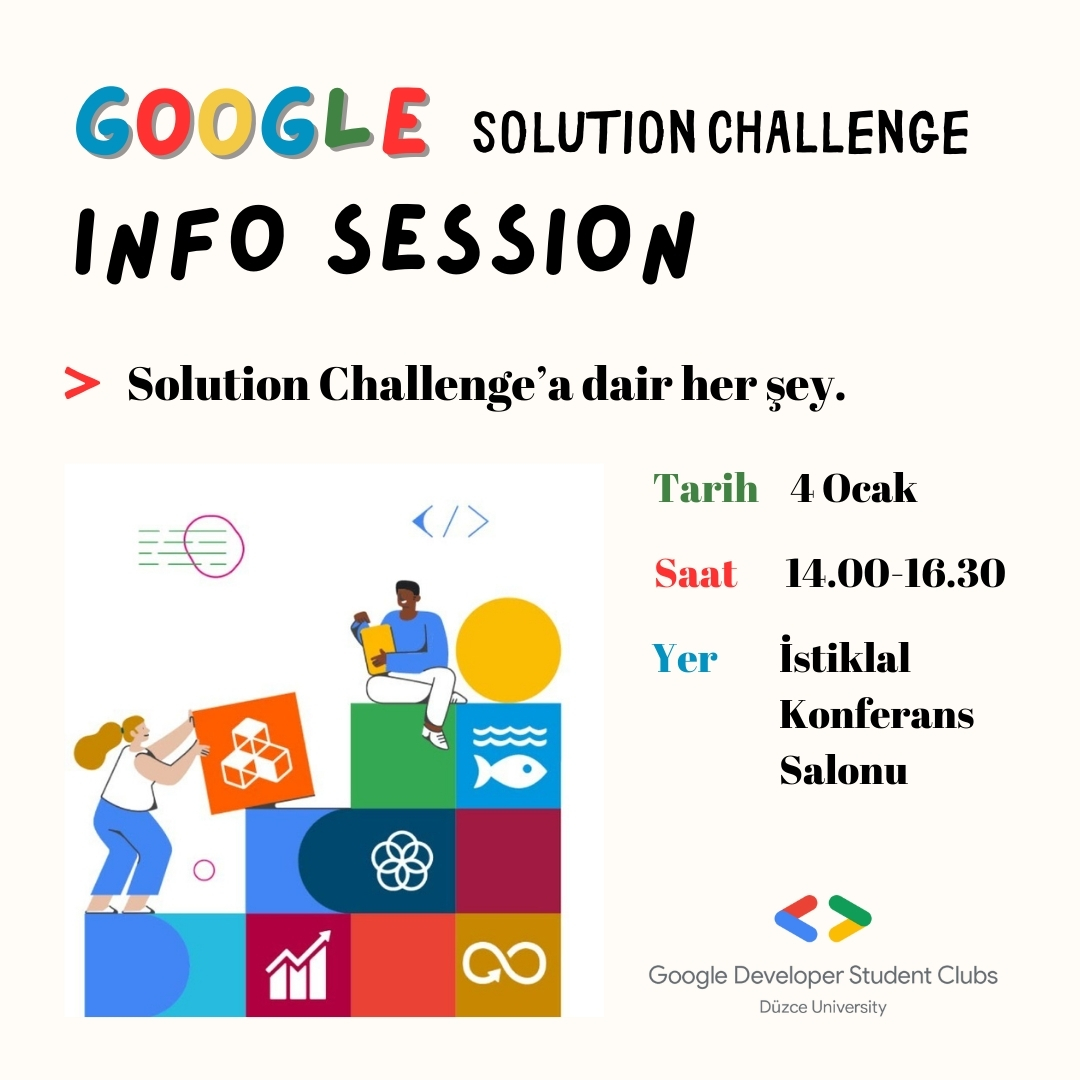 GOOGLE SOLUTION CHALLENGE
INFO SESSION
> Solution Challenge’a dair her şey.
Tarih 4 Ocak
Saat 14.00-16.30
Yer İstiklal
Konferans
Salonu
</>
Google Developer Student Clubs
Düzce University